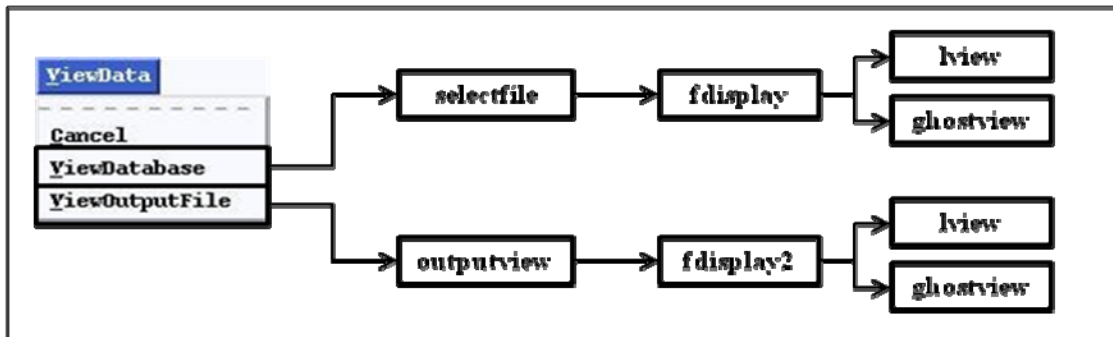 ViewData
Cancel
ViewDatabase
ViewOutputFile
selectfile
fdisplay
lview
ghostview
outputview
fdisplay2
lview
ghostview